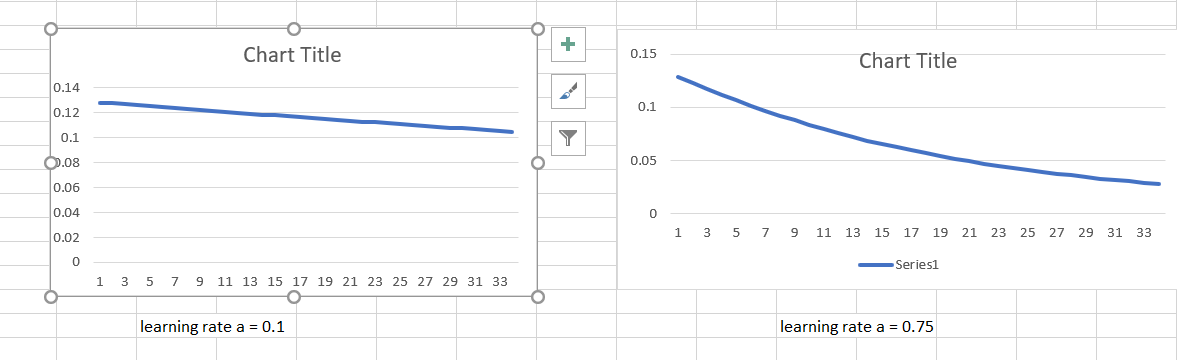 Chart Title
0.14
0.12
0.1
0.08
0.06
0.04
0.02
0
1 3 5 7 9 11 13 15 17 19 21 23 25 27 29 31 33
learning rate a = 0.1
Chart Title
0.15
0.1
0.05
0
1 3 5 7 9 11 13 15 17 19 21 23 25 27 29 31 33
Series1
learning rate a = 0.75